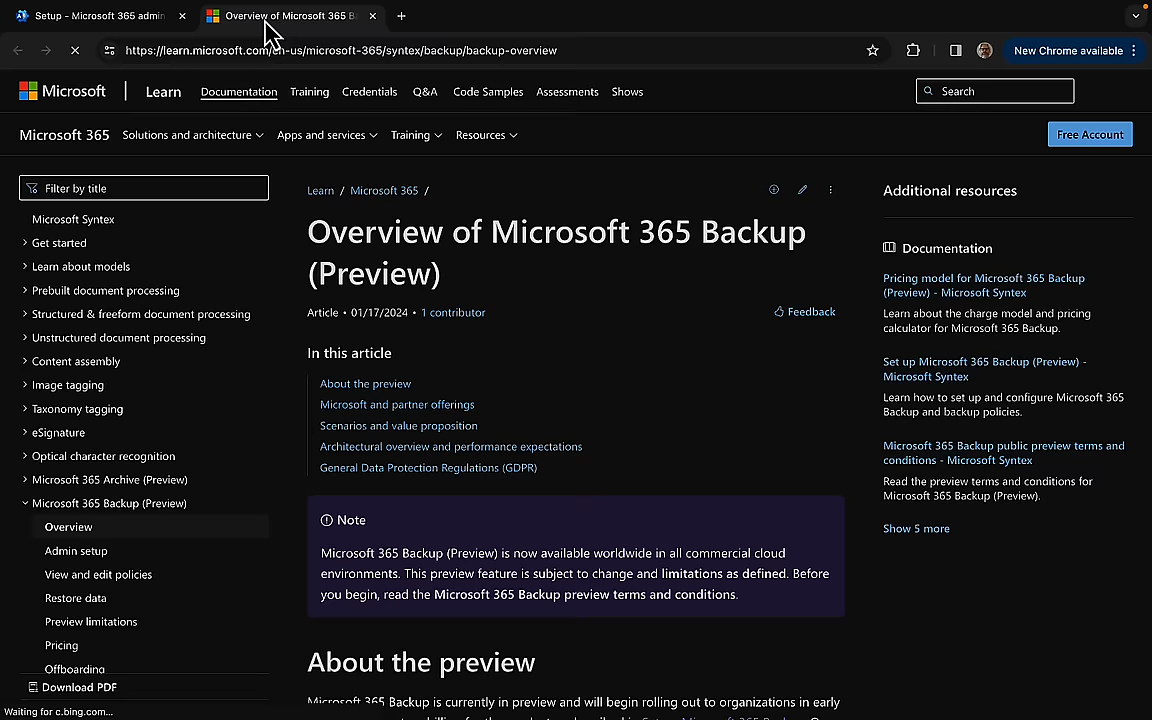 Setup - Microsoft 365 admin
Overview of Microsoft 365 B
https://learn.microsoft.com/en-us/microsoft-365/syntex/backup/backup-overview
New Chrome available
Microsoft
Learn
Documentation
Training
Credentials
Q&A
Code Samples
Assessments
Shows
Search
Microsoft 365
Solutions and architecture
Apps and services
Training
Resources
Free Account
Filter by title
Microsoft Syntex
Get started
Learn about models
Prebuilt document processing
Structured & freeform document processing
Unstructured document processing
Content assembly
Image tagging
Taxonomy tagging
eSignature
Optical character recognition
Microsoft 365 Archive (Preview)
Microsoft 365 Backup (Preview)
Overview
Admin setup
View and edit policies
Restore data
Preview limitations
Pricing
Offboarding
Download PDF
Waiting for c.bing.com...
Learn / Microsoft 365 /
Overview of Microsoft 365 Backup
(Preview)
Article • 01/17/2024 • 1 contributor
Feedback
In this article
About the preview
Microsoft and partner offerings
Scenarios and value proposition
Architectural overview and performance expectations
General Data Protection Regulations (GDPR)
Note
Microsoft 365 Backup (Preview) is now available worldwide in all commercial cloud
environments. This preview feature is subject to change and limitations as defined. Before
you begin, read the Microsoft 365 Backup preview terms and conditions.
About the preview
Microsoft 365 Backup is currently in preview and will begin rolling out to organizations in early
Additional resources
Documentation
Pricing model for Microsoft 365 Backup
(Preview) - Microsoft Syntex
Learn about the charge model and pricing
calculator for Microsoft 365 Backup.
Set up Microsoft 365 Backup (Preview) -
Microsoft Syntex
Learn how to set up and configure Microsoft 365
Backup and backup policies.
Microsoft 365 Backup public preview terms and
conditions - Microsoft Syntex
Read the preview terms and conditions for
Microsoft 365 Backup (Preview).
Show 5 more